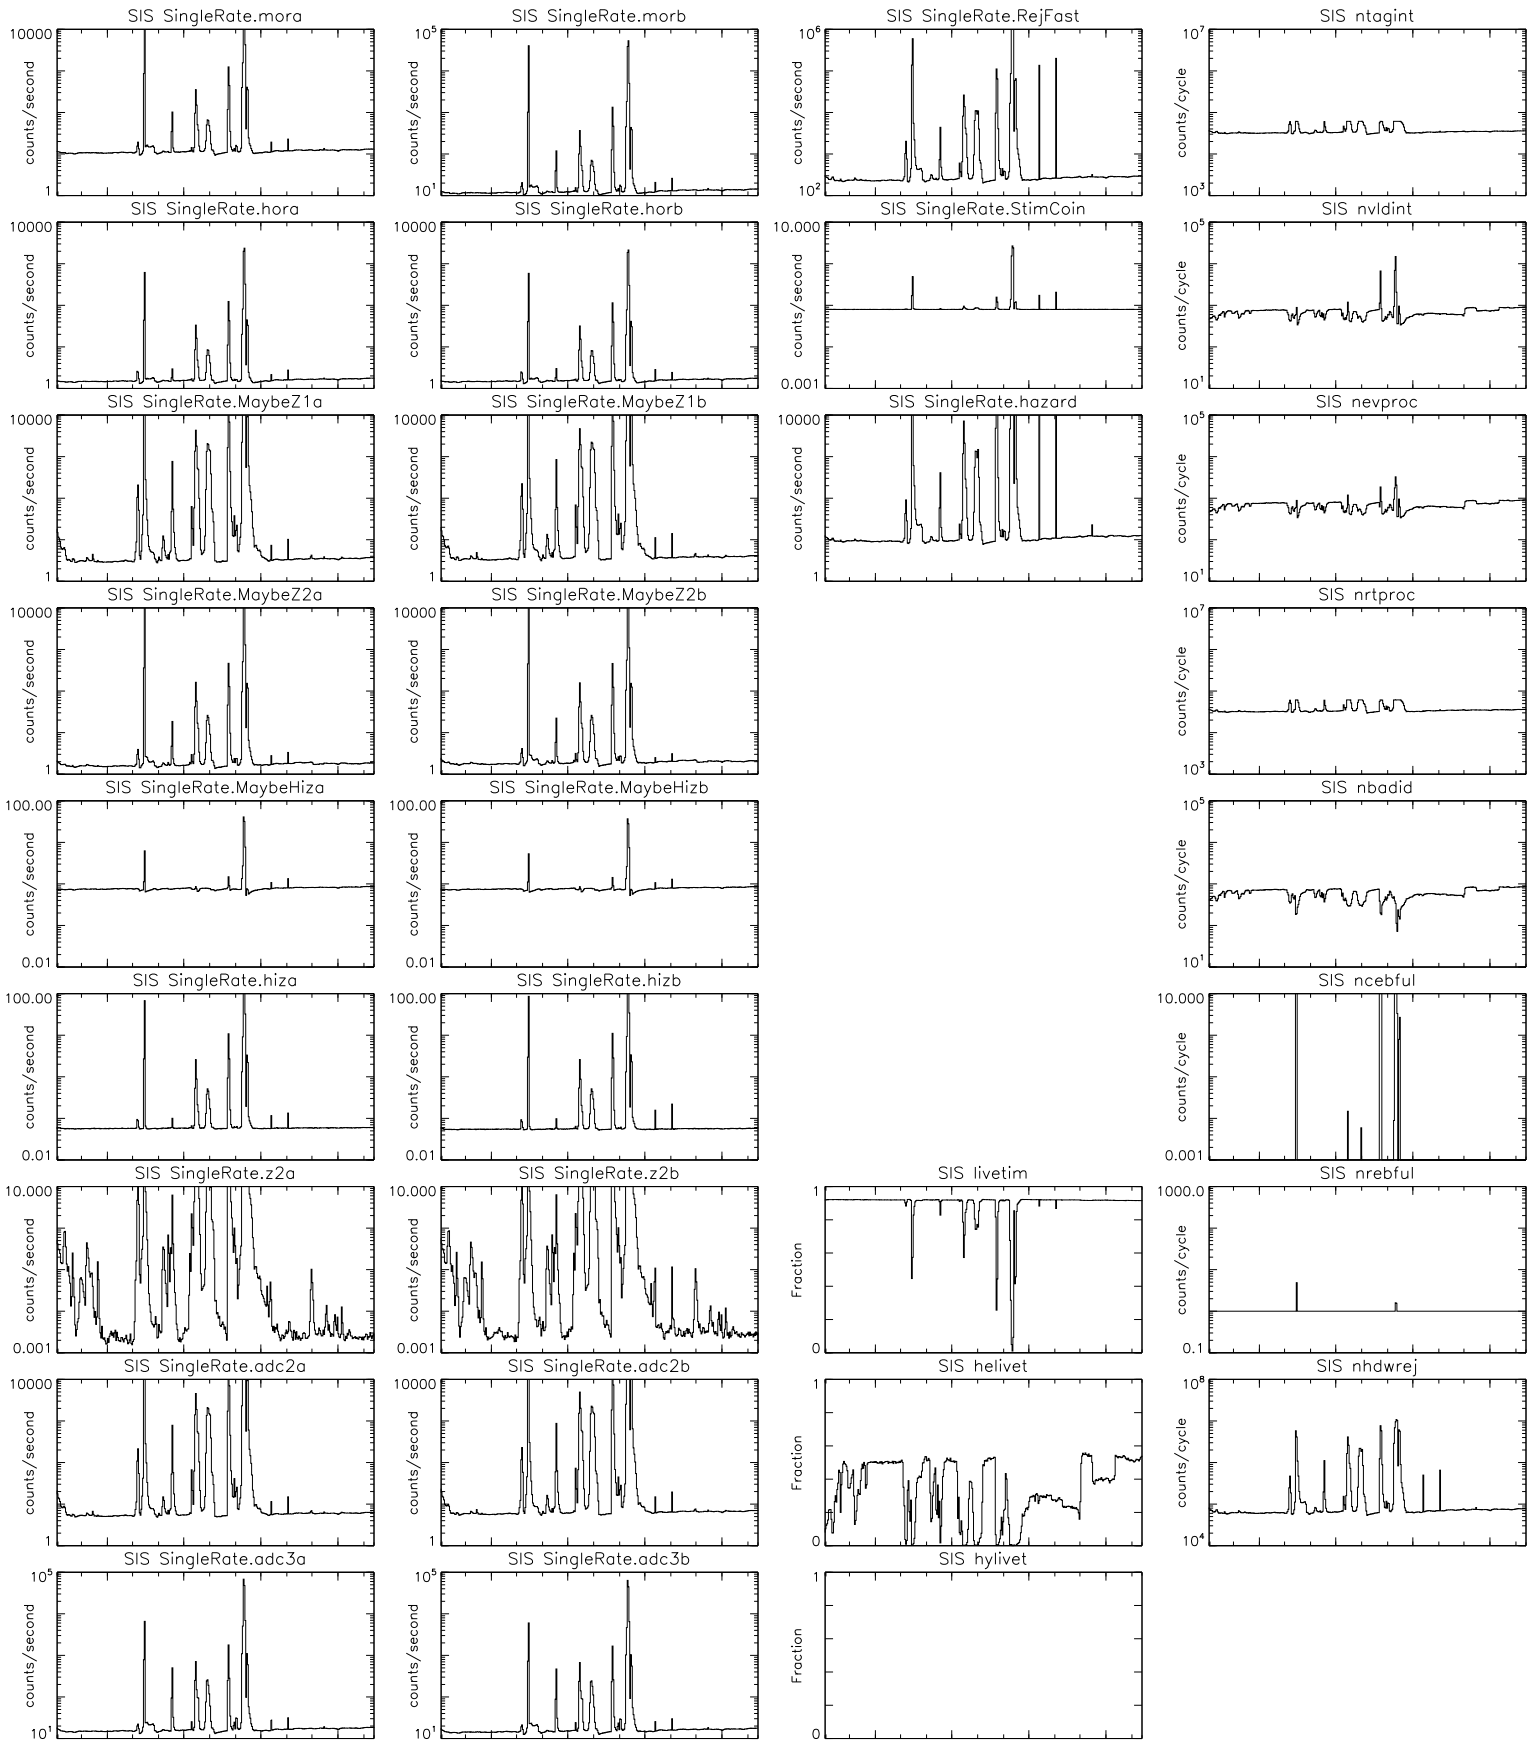 SIS SingleRate.mora
10000
counts/second
1
SIS SingleRate.morb
10^5
counts/second
10^1
SIS SingleRate.RejFast
10^6
counts/second
10^2
SIS ntagint
10^7
counts/cycle
10^3
SIS SingleRate.hora
10000
counts/second
1
SIS SingleRate.horb
10000
counts/second
1
SIS SingleRate.StimCoin
10.000
counts/second
0.001
SIS nvldint
10^5
counts/cycle
10^1
SIS SingleRate.MaybeZ1a
10000
counts/second
1
SIS SingleRate.MaybeZ1b
10000
counts/second
1
SIS SingleRate.hazard
10000
counts/second
1
SIS nevproc
10^5
counts/cycle
10^1
SIS SingleRate.MaybeZ2a
10000
counts/second
1
SIS SingleRate.MaybeZ2b
10000
counts/second
1
SIS nrtproc
10^7
counts/cycle
10^3
SIS SingleRate.MaybeHiza
100.00
counts/second
0.01
SIS SingleRate.MaybeHizb
100.00
counts/second
0.01
SIS nbadid
10^5
counts/cycle
10^1
SIS SingleRate.hiza
100.00
counts/second
0.01
SIS SingleRate.hizb
100.00
counts/second
0.01
SIS ncebful
10.000
counts/cycle
0.001
SIS SingleRate.z2a
10.000
counts/second
0.001
SIS SingleRate.z2b
10.000
counts/second
0.001
SIS livetim
1
Fraction
0
SIS nrebful
1000.0
counts/cycle
0.1
SIS SingleRate.adc2a
10000
counts/second
1
SIS SingleRate.adc2b
10000
counts/second
1
SIS helivet
1
Fraction
0
SIS nhdwrej
10^8
counts/cycle
10^4
SIS SingleRate.adc3a
10^5
counts/second
10^1
SIS SingleRate.adc3b
10^5
counts/second
10^1
SIS hylivet
1
Fraction
0